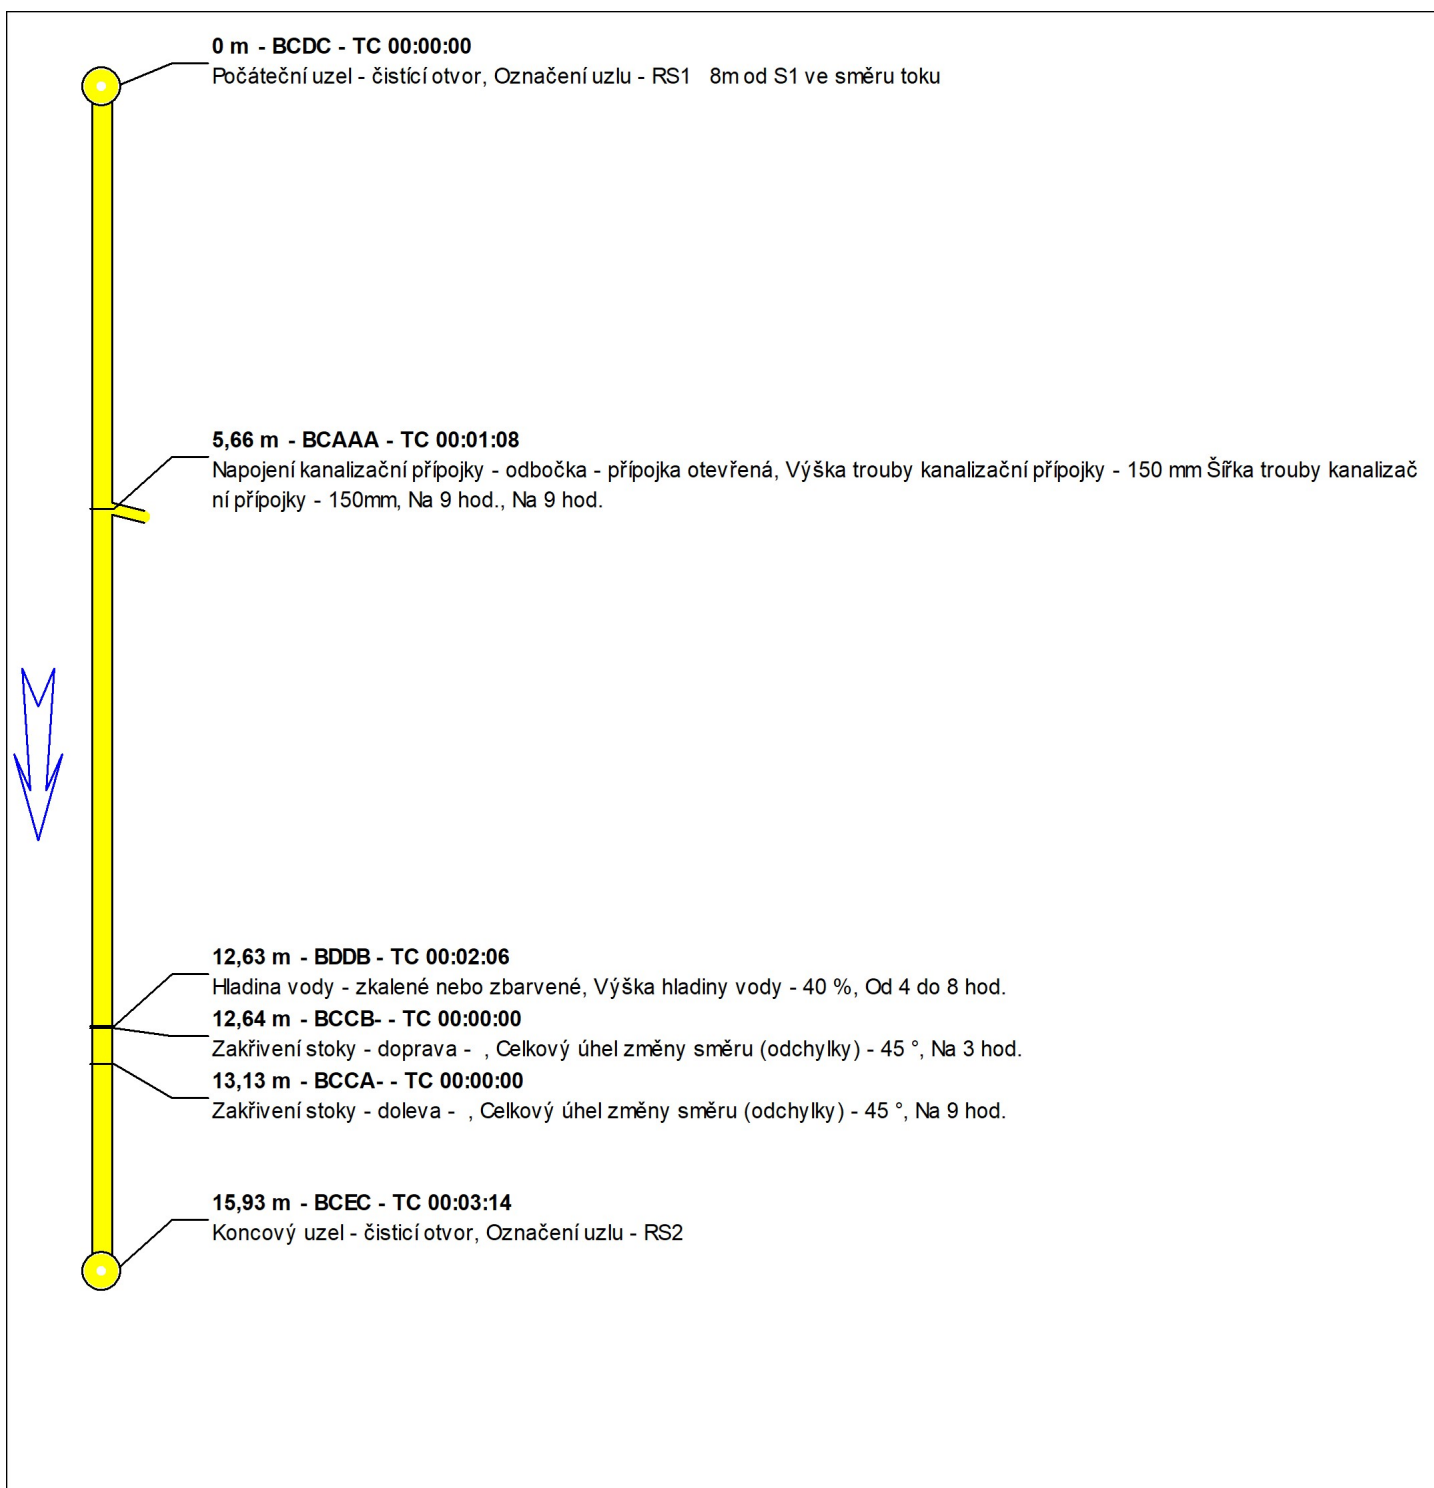 0 m - BCDC - TC 00:00:00
Počáteční uzel - čistící otvor, Označení uzlu - RS1 8m od S1 ve směru toku
5,66 m - BCAAA - TC 00:01:08
Napojení kanalizační přípojky - odbočka - přípojka otevřená, Výška trouby kanalizační přípojky - 150 mm Šířka trouby kanalizač
ní přípojky - 150mm, Na 9 hod., Na 9 hod.
12,63 m - BDDB - TC 00:02:06
Hladina vody - zkalené nebo zbarvené, Výška hladiny vody - 40 %, Od 4 do 8 hod.
12,64 m - BCCB- - TC 00:00:00
Zakřivení stoky - doprava - , Celkový úhel změny směru (odchylky) - 45 °, Na 3 hod.
13,13 m - BCCA- - TC 00:00:00
Zakřivení stoky - doleva - , Celkový úhel změny směru (odchylky) - 45 °, Na 9 hod.
15,93 m - BCEC - TC 00:03:14
Koncový uzel - čisticí otvor, Označení uzlu - RS2